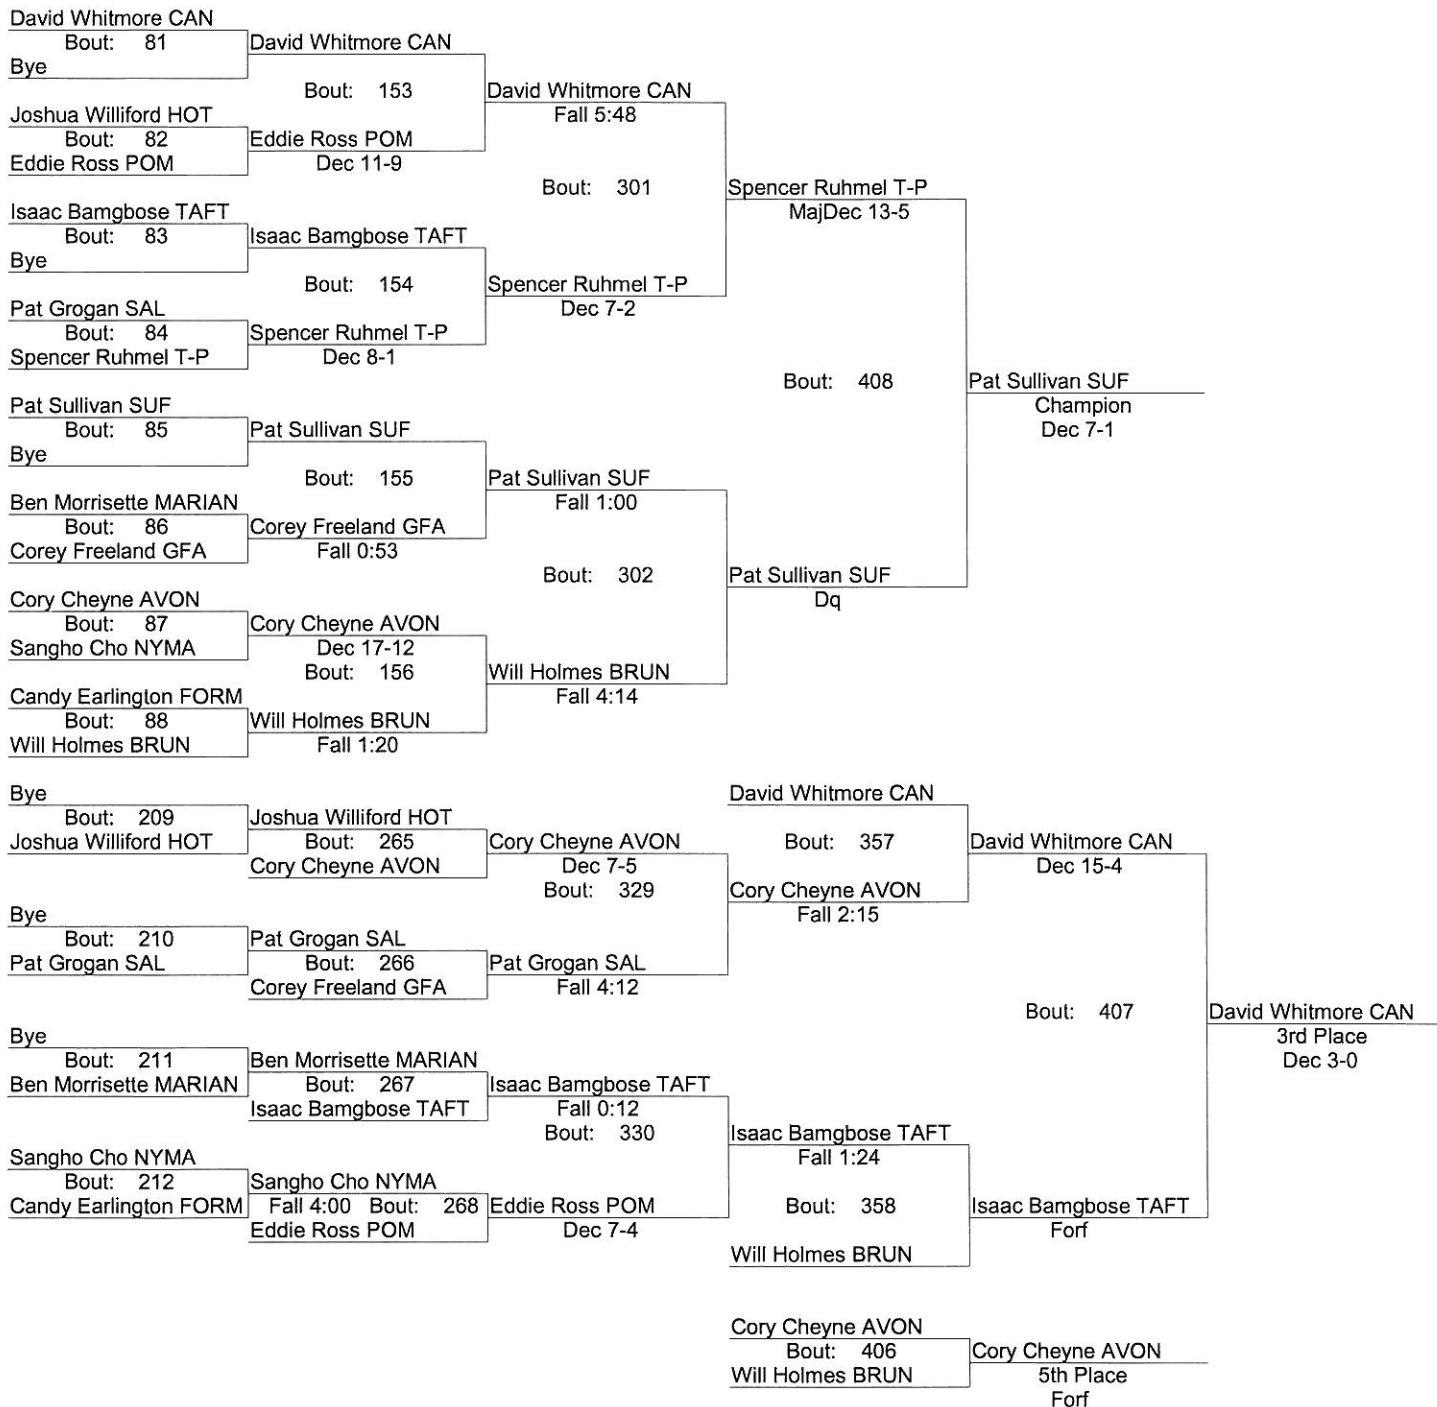 David Whitmore CAN
Bout: 81
Bye
David Whitmore CAN
Bout: 153
Joshua Williford HOT
Bout: 82
Eddie Ross POM
Eddie Ross POM
Dec 11-9
David Whitmore CAN
Fall 5:48
Bout: 301
Isaac Bamgbose TAFT
Bout: 83
Bye
Isaac Bamgbose TAFT
Bout: 154
Pat Grogan SAL
Bout: 84
Spencer Ruhmel T-P
Spencer Ruhmel T-P
Dec 8-1
Spencer Ruhmel T-P
Dec 7-2
Spencer Ruhmel T-P
MajDec 13-5
Bout: 408
Pat Sullivan SUF
Champion
Dec 7-1
Pat Sullivan SUF
Bout: 85
Bye
Pat Sullivan SUF
Bout: 155
Ben Morrisette MARIAN
Bout: 86
Corey Freeland GFA
Corey Freeland GFA
Fall 0:53
Pat Sullivan SUF
Fall 1:00
Bout: 302
Pat Sullivan SUF
Dq
Cory Cheyne AVON
Bout: 87
Sangho Cho NYMA
Cory Cheyne AVON
Dec 17-12
Bout: 156
Candy Earlington FORM
Bout: 88
Will Holmes BRUN
Will Holmes BRUN
Fall 1:20
Will Holmes BRUN
Fall 4:14
Bye
Bout: 209
Joshua Williford HOT
Joshua Williford HOT
Bout: 265
Cory Cheyne AVON
Cory Cheyne AVON
Dec 7-5
Bout: 329
Bye
Bout: 210
Pat Grogan SAL
Pat Grogan SAL
Bout: 266
Corey Freeland GFA
Pat Grogan SAL
Fall 4:12
David Whitmore CAN
Bout: 357
Cory Cheyne AVON
Fall 2:15
David Whitmore CAN
Dec 15-4
Bout: 407
David Whitmore CAN
3rd Place
Dec 3-0
Bye
Bout: 211
Ben Morrisette MARIAN
Ben Morrisette MARIAN
Bout: 267
Isaac Bamgbose TAFT
Isaac Bamgbose TAFT
Fall 0:12
Bout: 330
Sangho Cho NYMA
Bout: 212
Candy Earlington FORM
Sangho Cho NYMA
Fall 4:00 Bout: 268
Eddie Ross POM
Eddie Ross POM
Dec 7-4
Isaac Bamgbose TAFT
Fall 1:24
Bout: 358
Will Holmes BRUN
Isaac Bamgbose TAFT
Forf
Cory Cheyne AVON
Bout: 406
Will Holmes BRUN
Cory Cheyne AVON
5th Place
Forf